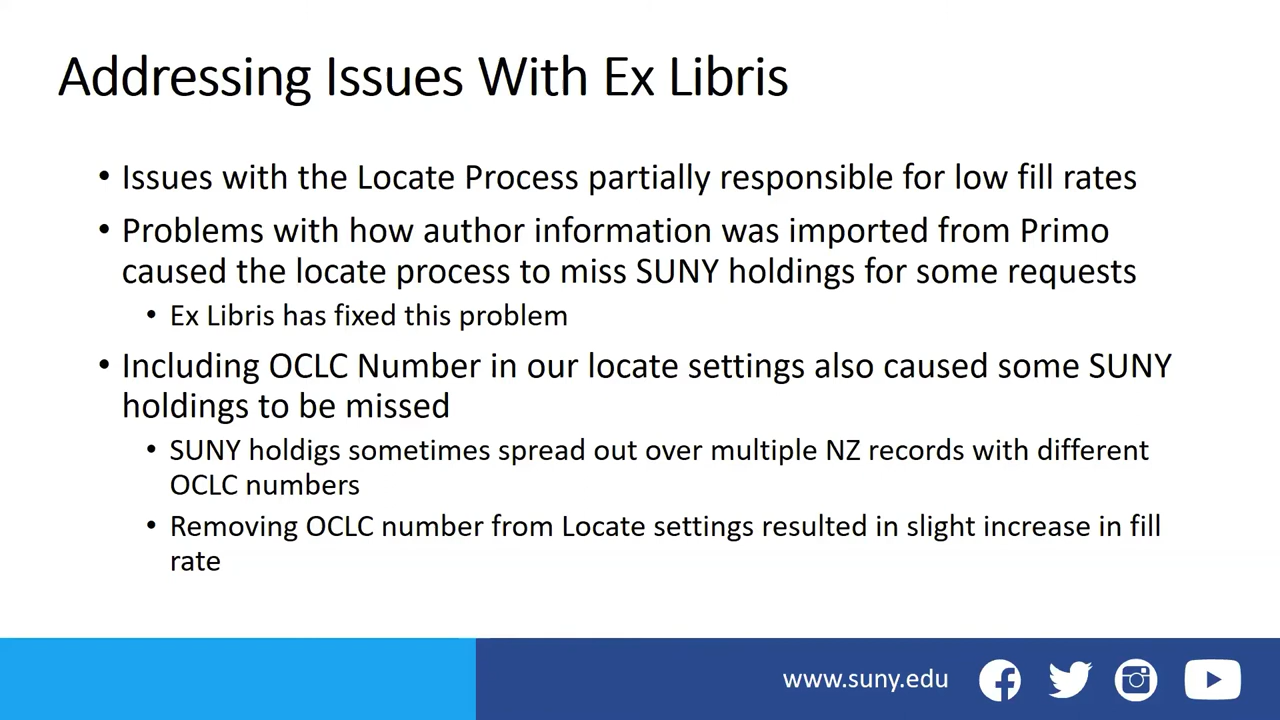 Addressing Issues With Ex Libris
• Issues with the Locate Process partially responsible for low fill rates
• Problems with how author information was imported from Primo
caused the locate process to miss SUNY holdings for some requests
• Ex Libris has fixed this problem
• Including OCLC Number in our locate settings also caused some SUNY
holdings to be missed
• SUNY holdigs sometimes spread out over multiple NZ records with different
OCLC numbers
• Removing OCLC number from Locate settings resulted in slight increase in fill
rate
www.suny.edu